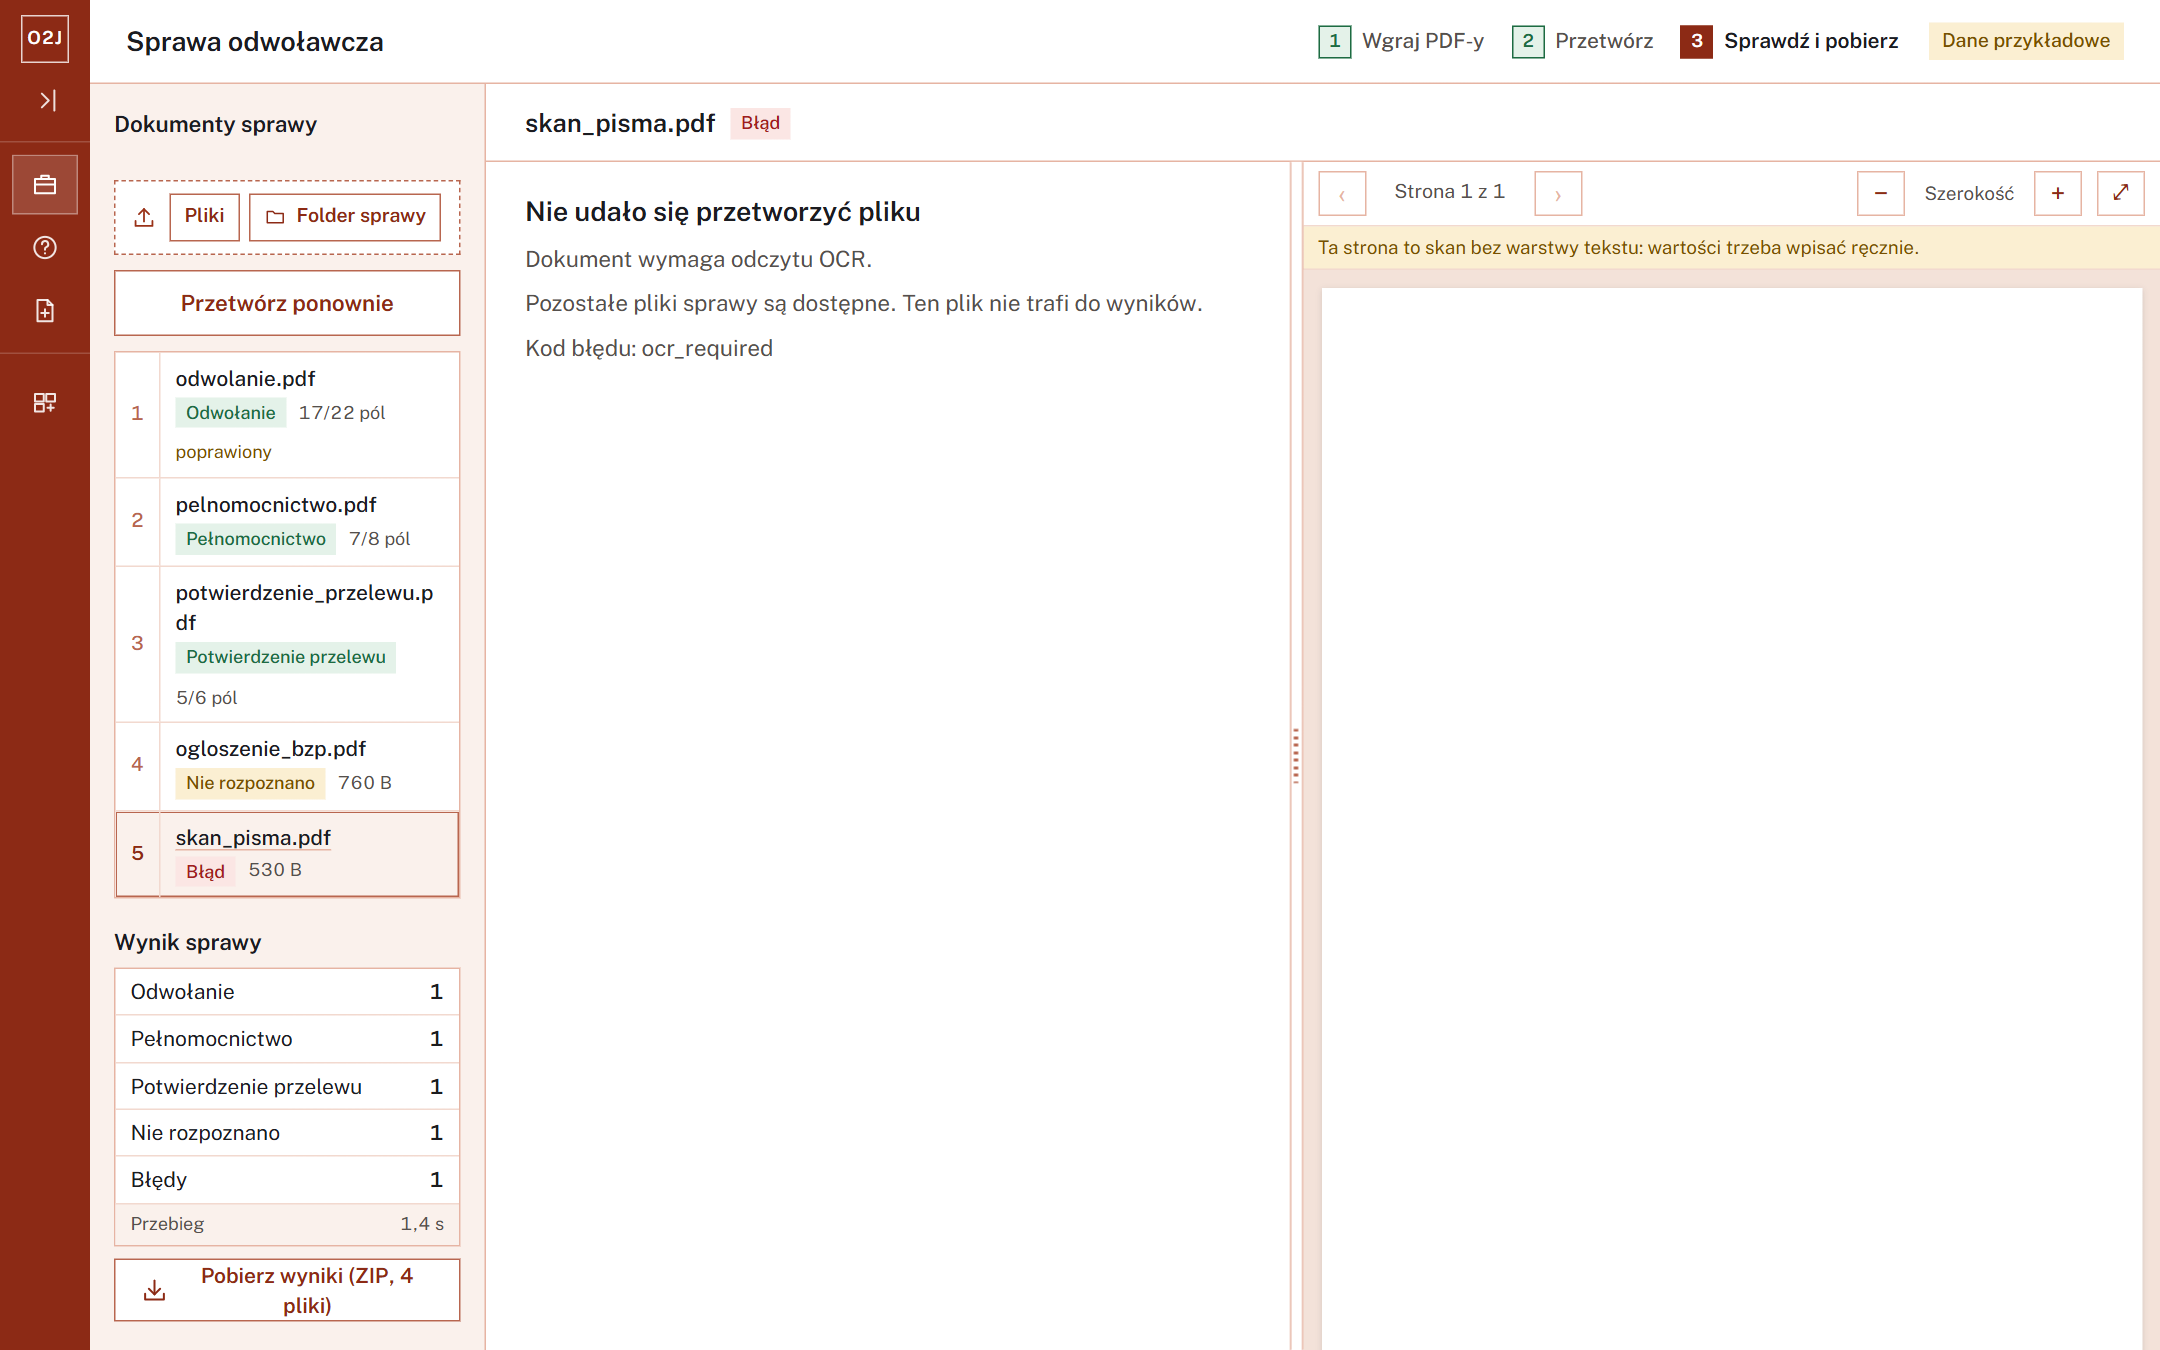 O2J
Sprawa odwoławcza
1 Wgraj PDF-y
2 Przetwórz
3 Sprawdź i pobierz
Dane przykładowe
Dokumenty sprawy
Pliki
Folder sprawy
Przetwórz ponownie
1
odwolanie.pdf
Odwołanie 17/22 pól
poprawiony
2
pelnomocnictwo.pdf
Pełnomocnictwo 7/8 pól
3
potwierdzenie_przelewu.p
df
Potwierdzenie przelewu
5/6 pól
4
ogloszenie_bzp.pdf
Nie rozpoznano 760 B
5
skan_pisma.pdf
Błąd 530 B
Wynik sprawy
Odwołanie 1
Pełnomocnictwo 1
Potwierdzenie przelewu 1
Nie rozpoznano 1
Błędy 1
Przebieg 1,4 s
Pobierz wyniki (ZIP, 4
pliki)
skan_pisma.pdf Błąd
Nie udało się przetworzyć pliku
Dokument wymaga odczytu OCR.
Pozostałe pliki sprawy są dostępne. Ten plik nie trafi do wyników.
Kod błędu: ocr_required
‹ Strona 1 z 1 ›
− Szerokość +
Ta strona to skan bez warstwy tekstu: wartości trzeba wpisać ręcznie.